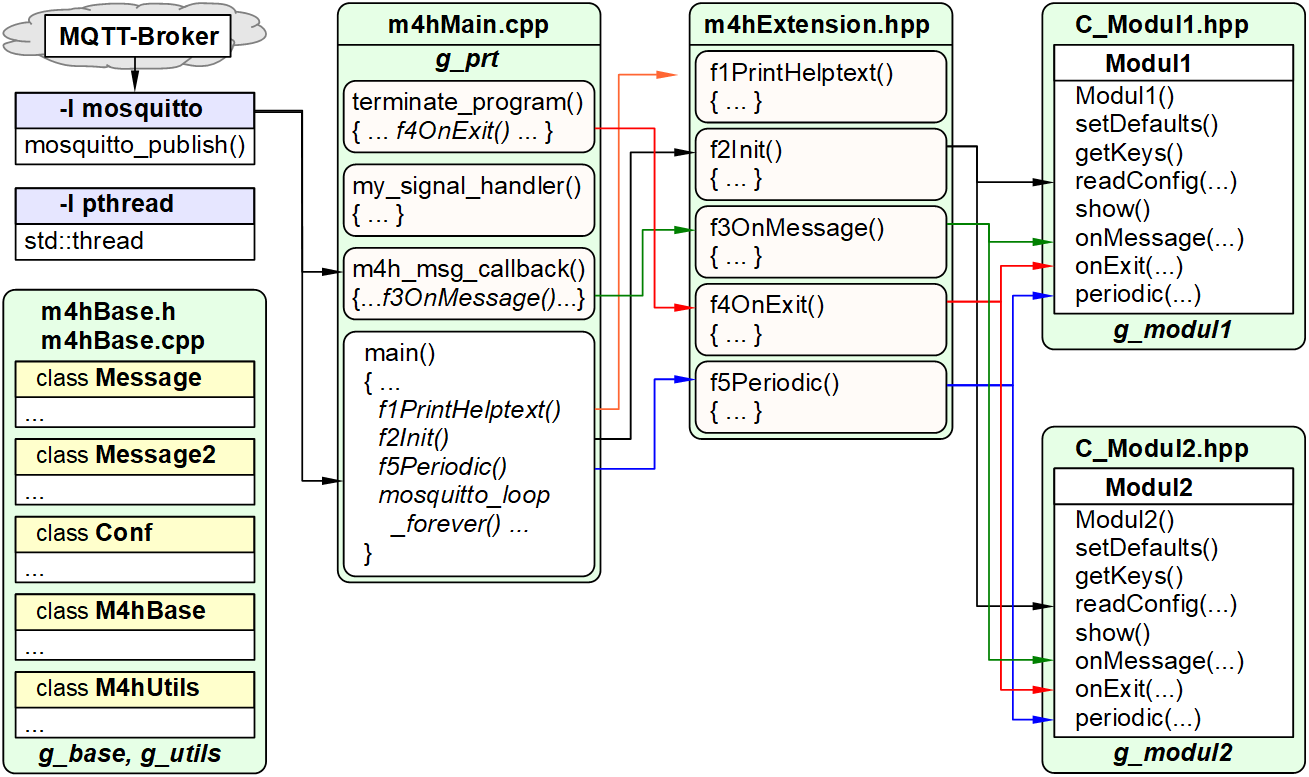 MQTT-Broker
-l mosquitto
mosquitto_publish()
-l pthread
std::thread
m4hBase.h
m4hBase.cpp
class Message
...
class Message2
...
class Conf
...
class M4hBase
...
class M4hUtils
...
g_base, g_utils
m4hMain.cpp
g_prt
terminate_program()
{ ... f4OnExit() ... }
my_signal_handler()
{ ... }
m4h_msg_callback()
{...f3OnMessage()...}
main()
{ ...
f1PrintHelptext()
f2Init()
f5Periodic()
mosquitto_loop
_forever() ...
}
m4hExtension.hpp
f1PrintHelptext()
{ ... }
f2Init()
{ ... }
f3OnMessage()
{ ... }
f4OnExit()
{ ... }
f5Periodic()
{ ... }
C_Modul1.hpp
Modul1
Modul1()
setDefaults()
getKeys()
readConfig(...)
show()
onMessage(...)
onExit(...)
periodic(...)
g_modul1
C_Modul2.hpp
Modul2
Modul2()
setDefaults()
getKeys()
readConfig(...)
show()
onMessage(...)
onExit(...)
periodic(...)
g_modul2